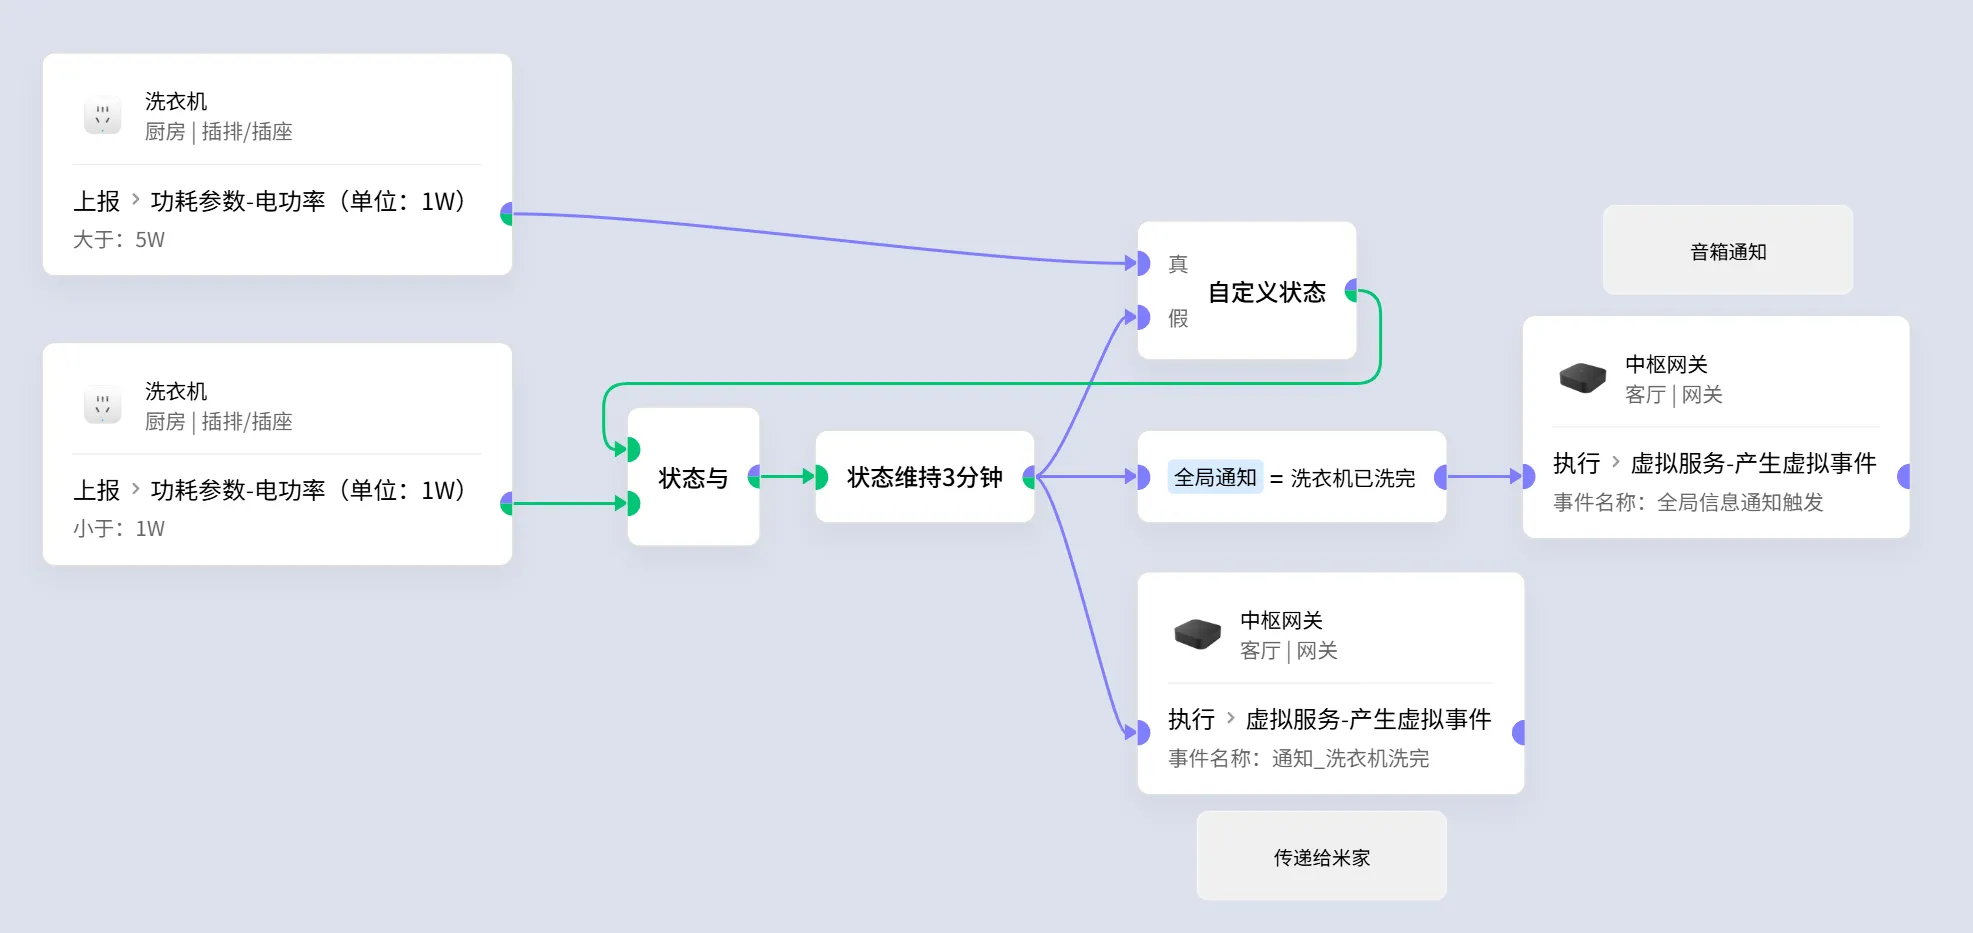 洗衣机
厨房 | 插排/插座
上报 > 功耗参数-电功率（单位：1W）
大于：5W
洗衣机
厨房 | 插排/插座
上报 > 功耗参数-电功率（单位：1W）
小于：1W
状态与
状态维持3分钟
真
自定义状态
假
全局通知 = 洗衣机已洗完
中枢网关
客厅 | 网关
执行 > 虚拟服务-产生虚拟事件
事件名称：通知_洗衣机洗完
传递给米家
音箱通知
中枢网关
客厅 | 网关
执行 > 虚拟服务-产生虚拟事件
事件名称：全局信息通知触发